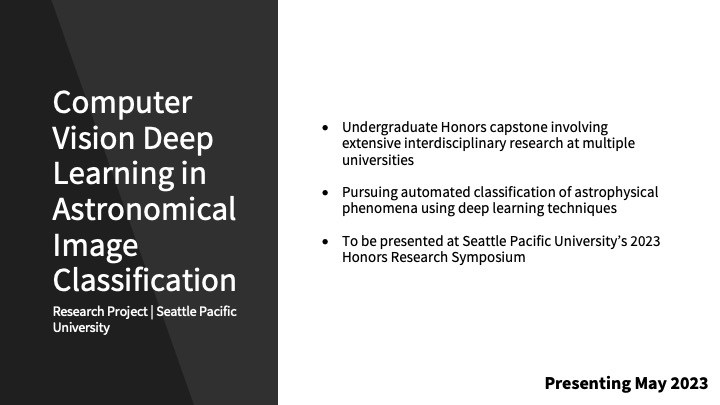 Computer
Vision Deep
Learning in
Astronomical
Image
Classification
Research Project | Seattle Pacific
University
• Undergraduate Honors capstone involving
extensive interdisciplinary research at multiple
universities
• Pursuing automated classification of astrophysical
phenomena using deep learning techniques
• To be presented at Seattle Pacific University’s 2023
Honors Research Symposium
Presenting May 2023